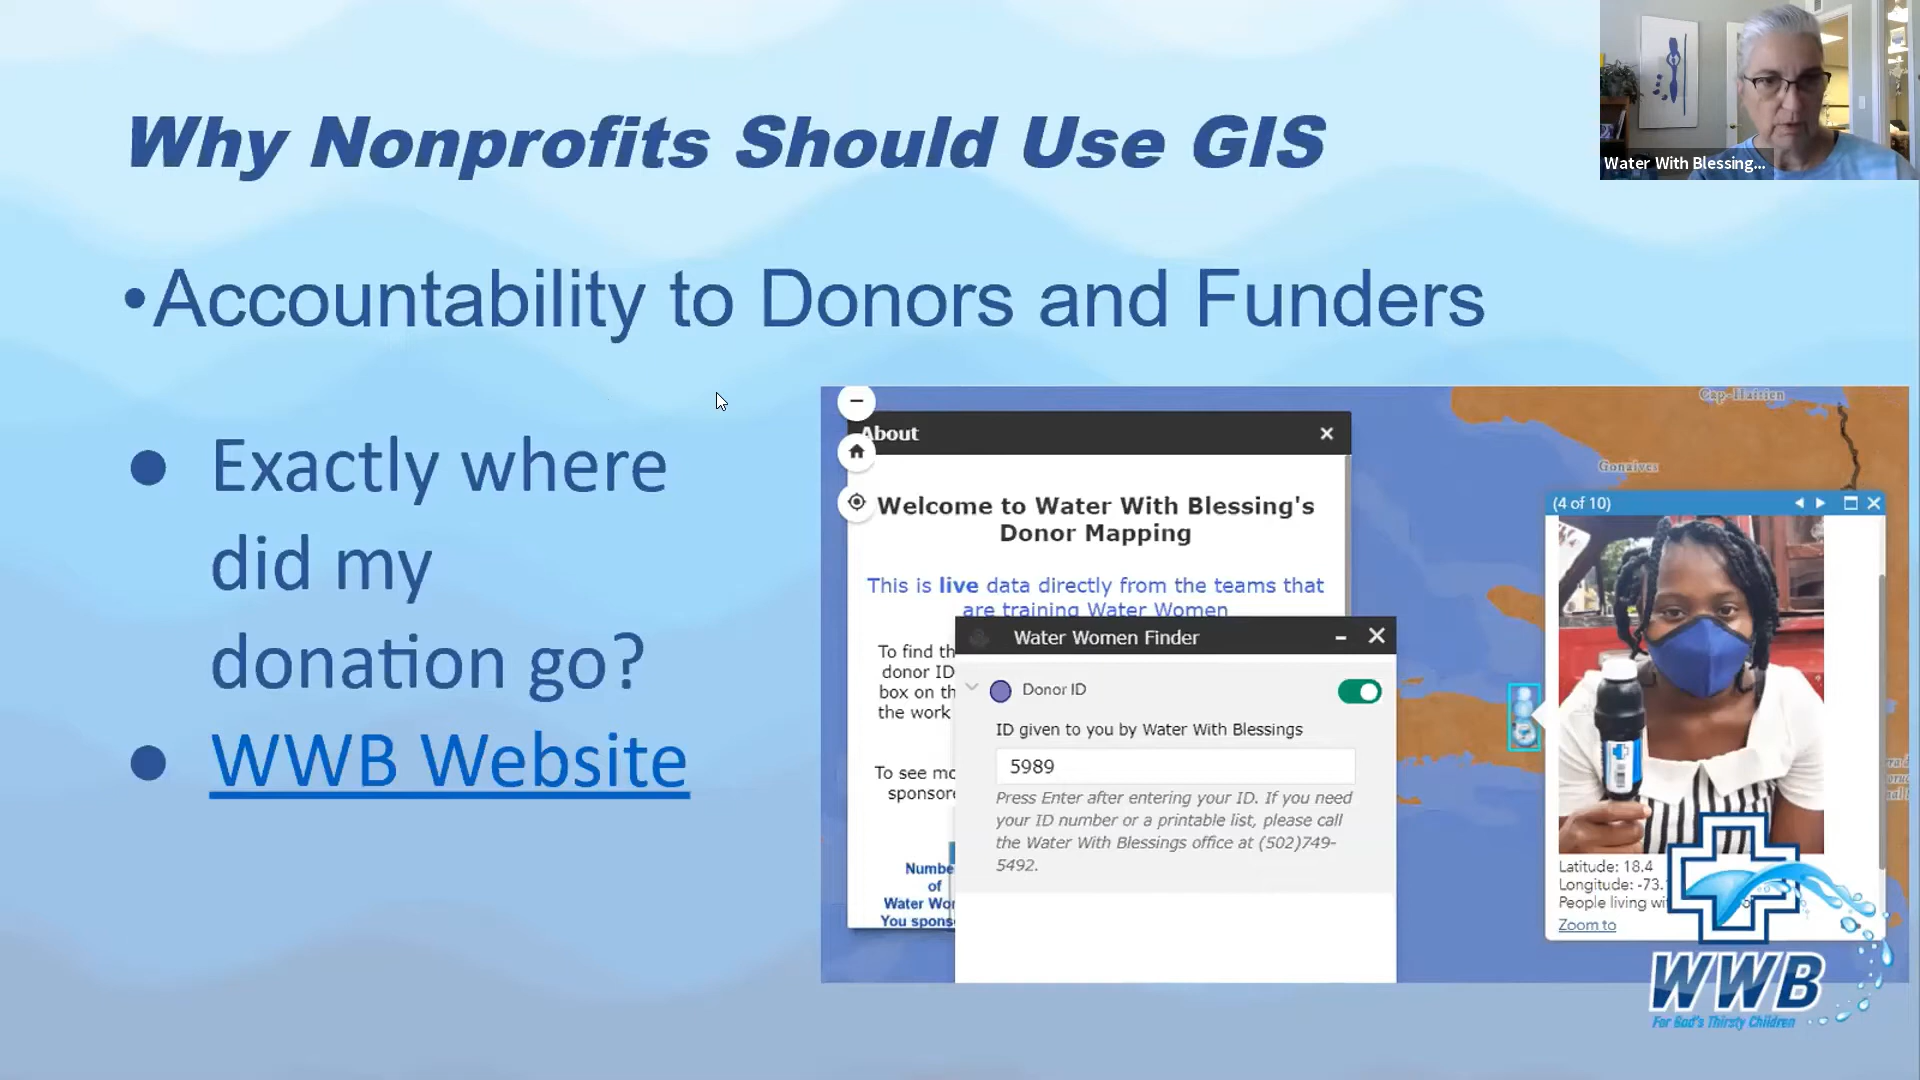 Why Nonprofits Should Use GIS
Water With Blessing...
•Accountability to Donors and Funders
● Exactly where
did my
donation go?
● WWB Website
About
Welcome to Water With Blessing's
Donor Mapping
This is live data directly from the teams that
are training Water Women
To find th
donor ID
box on th
the work
To see mo
sponsore
Numbe
of
Water Wor
You spons
Water Women Finder
Donor ID
ID given to you by Water With Blessings
5989
Press Enter after entering your ID. If you need
your ID number or a printable list, please call
the Water With Blessings office at (502)749-
5492.
Cap-Haitien
Gonaives
(4 of 10)
Latitude: 18.4
Longitude: -73.
People living wi
Zoom to
WWB
For God's Thirsty Children